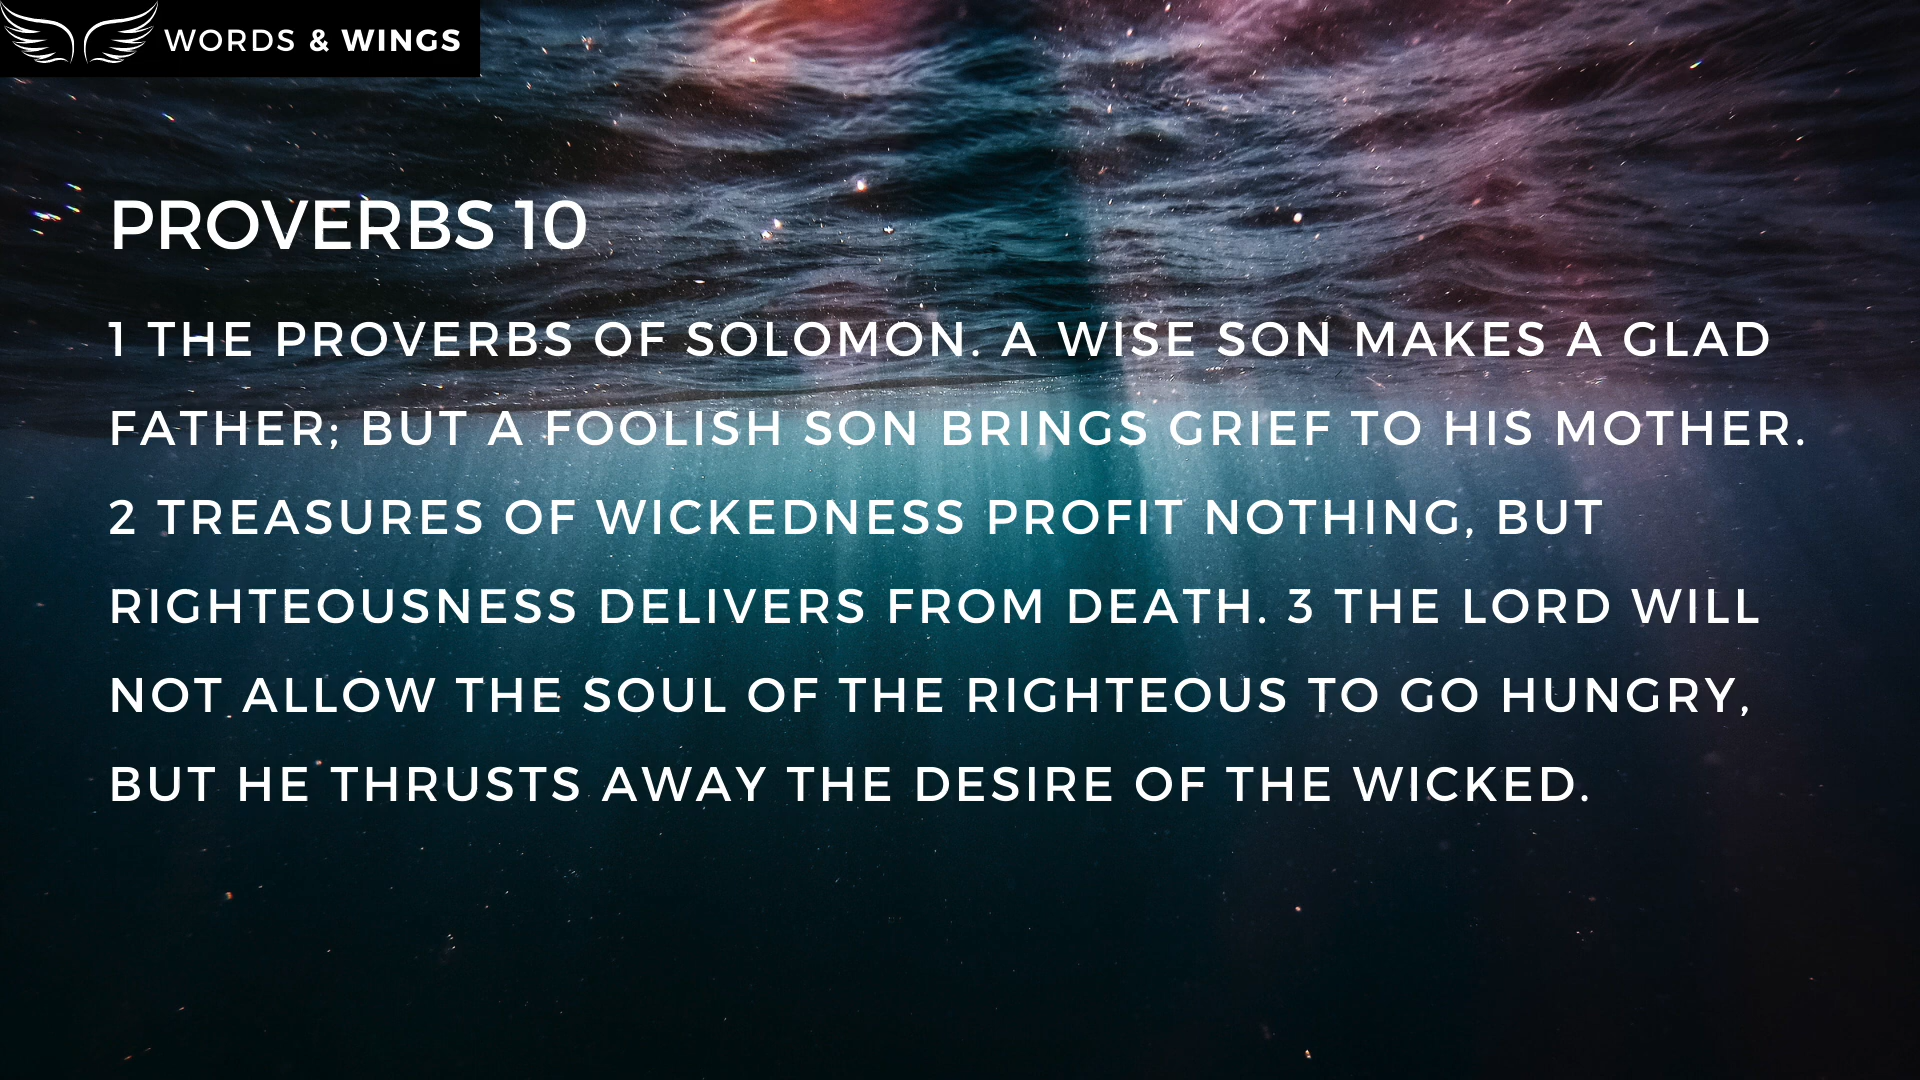 WORDS & WINGS
PROVERBS 10
1 THE PROVERBS OF SOLOMON. A WISE SON MAKES A GLAD
FATHER; BUT A FOOLISH SON BRINGS GRIEF TO HIS MOTHER.
2 TREASURES OF WICKEDNESS PROFIT NOTHING, BUT
RIGHTEOUSNESS DELIVERS FROM DEATH. 3 THE LORD WILL
NOT ALLOW THE SOUL OF THE RIGHTEOUS TO GO HUNGRY,
BUT HE THRUSTS AWAY THE DESIRE OF THE WICKED.